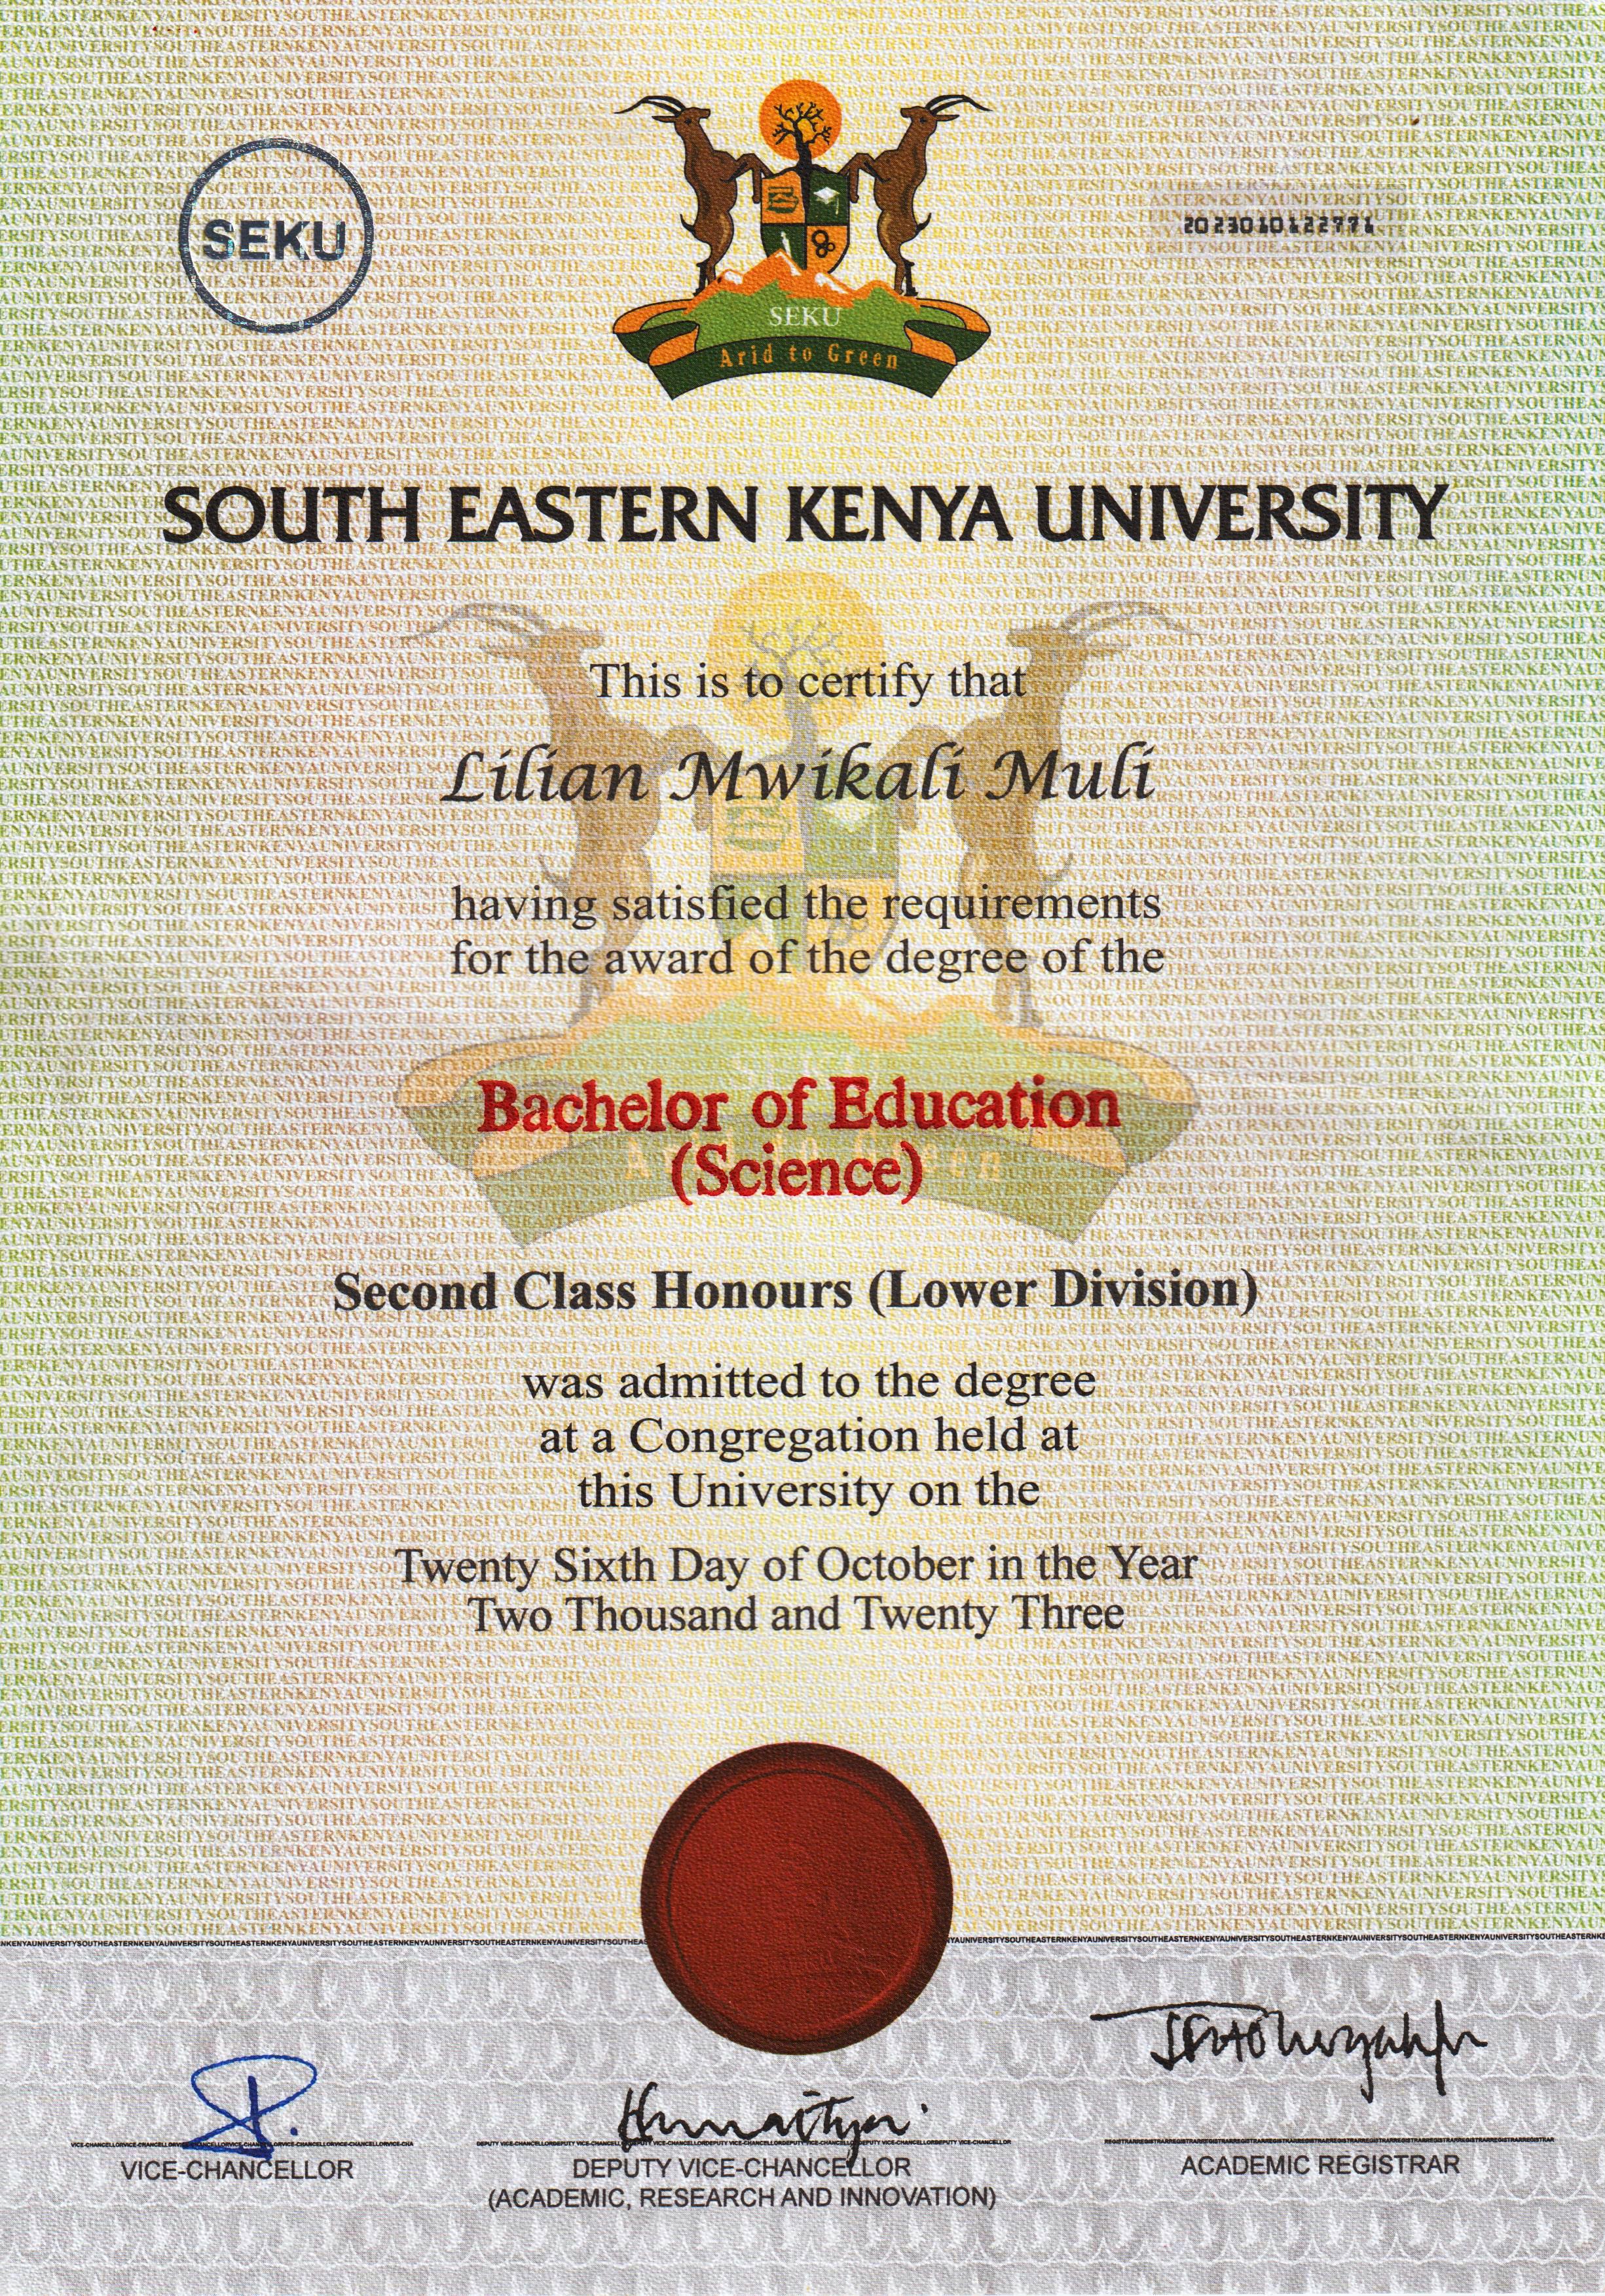 SEKU
20230101 22771
SEKU
Arid to Green
SOUTH EASTERN KENYA UNIVERSITY
This is to certify that
Lilian Mwikali Muli
having satisfied the requirements
for the award of the degree of the
Bachelor of Education
(Science)
Second Class Honours (Lower Division)
was admitted to the degree
at a Congregation held at
this University on the
Twenty Sixth Day of October in the Year
Two Thousand and Twenty Three
VICE-CHANCELLOR
DEPUTY VICE-CHANCELLOR
(ACADEMIC, RESEARCH AND INNOVATION)
ACADEMIC REGISTRAR